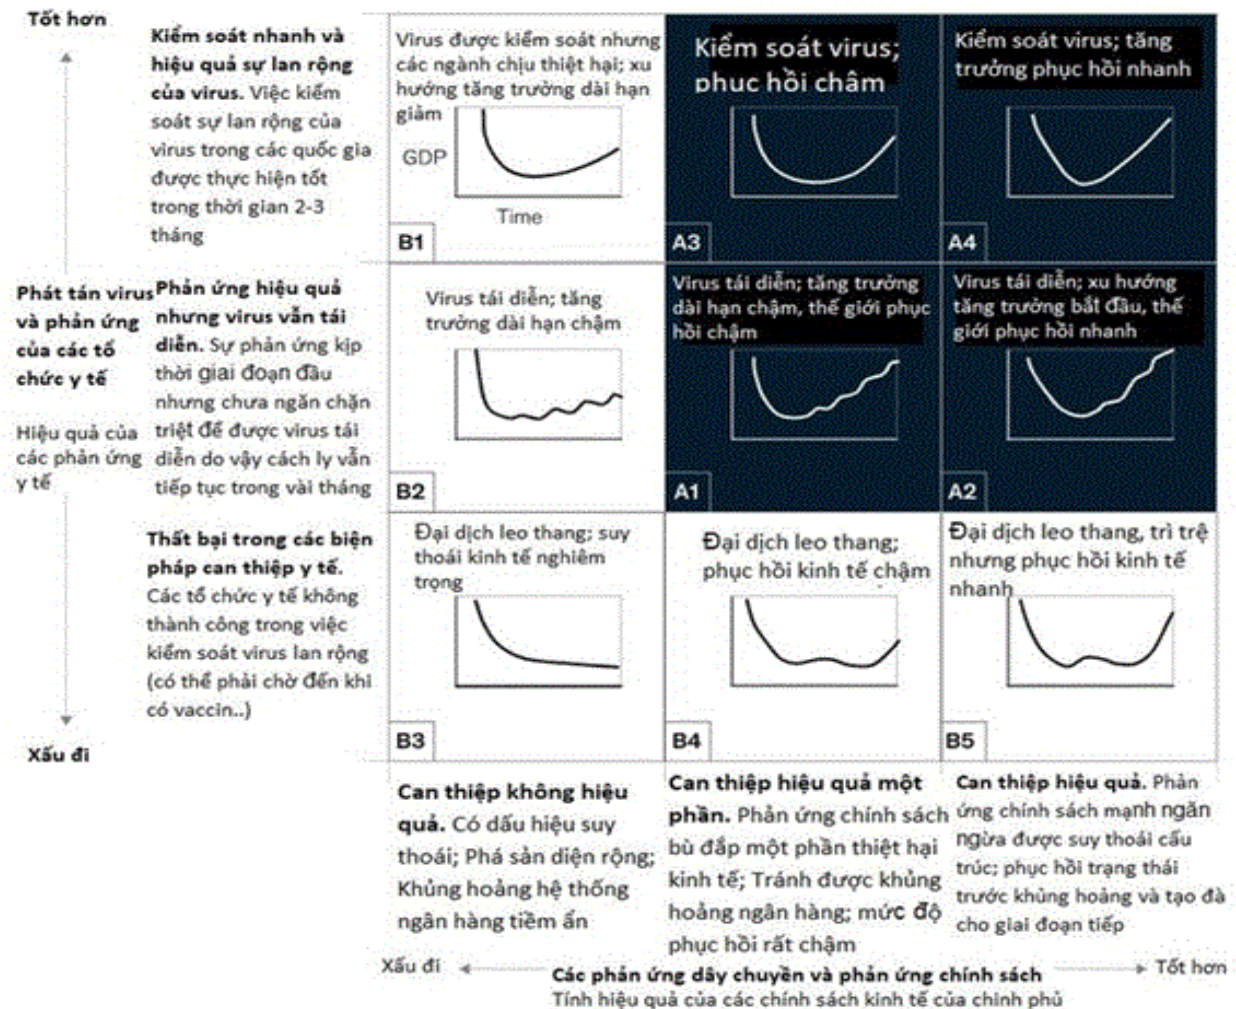 Tốt hơn
Kiểm soát nhanh và
hiệu quả sự lan rộng
của virus. Việc kiểm
soát sự lan rộng của
virus trong các quốc gia
được thực hiện tốt
trong thời gian 2-3
tháng
Virus được kiểm soát nhưng
các ngành chịu thiệt hại; xu
hướng tăng trưởng dài hạn
giảm
GDP
Time
B1
Kiểm soát virus;
phục hồi chậm
A3
Kiểm soát virus; tăng
trưởng phục hồi nhanh
A4
Phát tán virus
và phản ứng
của các tổ
chức y tế
Hiệu quả của
các phản ứng
y tế
Phản ứng hiệu quả
nhưng virus vẫn tái
diễn. Sự phản ứng kịp
thời giai đoạn đầu
nhưng chưa ngăn chặn
triệt để được virus tái
diễn do vậy cách ly vẫn
tiếp tục trong vài tháng
Virus tái diễn; tăng
trưởng dài hạn chậm
B2
Virus tái diễn; tăng trưởng
dài hạn chậm, thế giới phục
hồi chậm
A1
Virus tái diễn; xu hướng
tăng trưởng bắt đầu, thế
giới phục hồi nhanh
A2
Thất bại trong các biện
pháp can thiệp y tế.
Các tổ chức y tế không
thành công trong việc
kiểm soát virus lan rộng
(có thể phải chờ đến khi
có vaccin..)
Xấu đi
Đại dịch leo thang; suy
thoái kinh tế nghiêm
trọng
B3
Đại dịch leo thang;
phục hồi kinh tế chậm
B4
Đại dịch leo thang, trì trệ
nhưng phục hồi kinh tế
nhanh
B5
Can thiệp không hiệu
quả. Có dấu hiệu suy
thoái; Phá sản diện rộng;
Khủng hoảng hệ thống
ngân hàng tiềm ẩn
Can thiệp hiệu quả một
phần. Phản ứng chính sách
bù đắp một phần thiệt hại
kinh tế; Tránh được khủng
hoảng ngân hàng; mức độ
phục hồi rất chậm
Can thiệp hiệu quả. Phản
ứng chính sách mạnh ngăn
ngừa được suy thoái cấu
trúc; phục hồi trạng thái
trước khủng hoảng và tạo đà
cho giai đoạn tiếp
Xấu đi
Các phản ứng dây chuyền và phản ứng chính sách
Tốt hơn
Tính hiệu quả của các chính sách kinh tế của chinh phủ